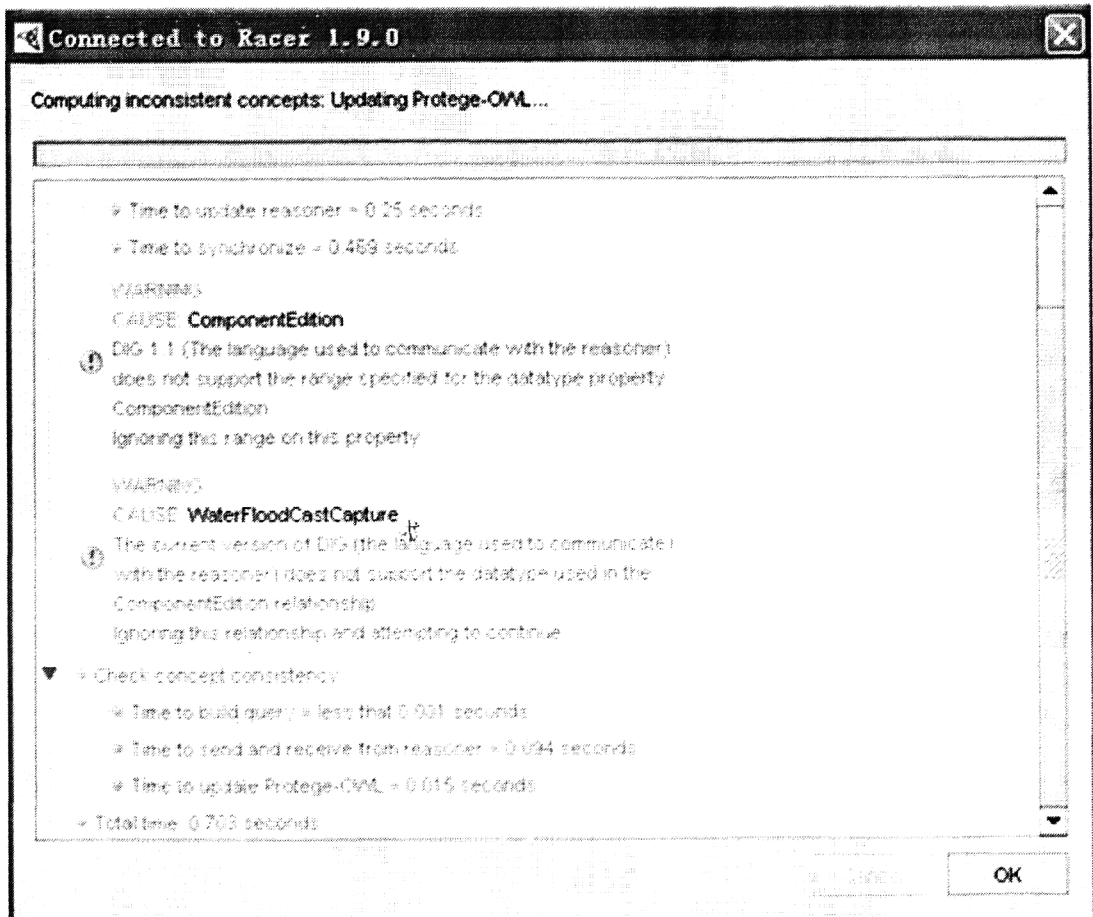 Connected to Racer 1.9.0
Computing inconsistent concepts: Updating Protege-OWL...
Time to update reasoner = 0.25 seconds
Time to synchronize = 0.469 seconds
WARNING
CAUSE: ComponentEdition
DIG 1.1 (The language used to communicate with the reasoner)
does not support the range specified for the datatype property
ComponentEdition
Ignoring this range on this property
WARNING
CAUSE: WaterFloodCastCapture
The current version of DIG (the language used to communicate)
with the reasoner) does not support the datatype used in the
ComponentEdition relationship
Ignoring this relationship and attempting to continue
Check concept consistency
Time to build query = less that 0.001 seconds
Time to send and receive from reasoner = 0.094 seconds
Time to update Protege-OWL = 0.015 seconds
Total time: 0.703 seconds
OK